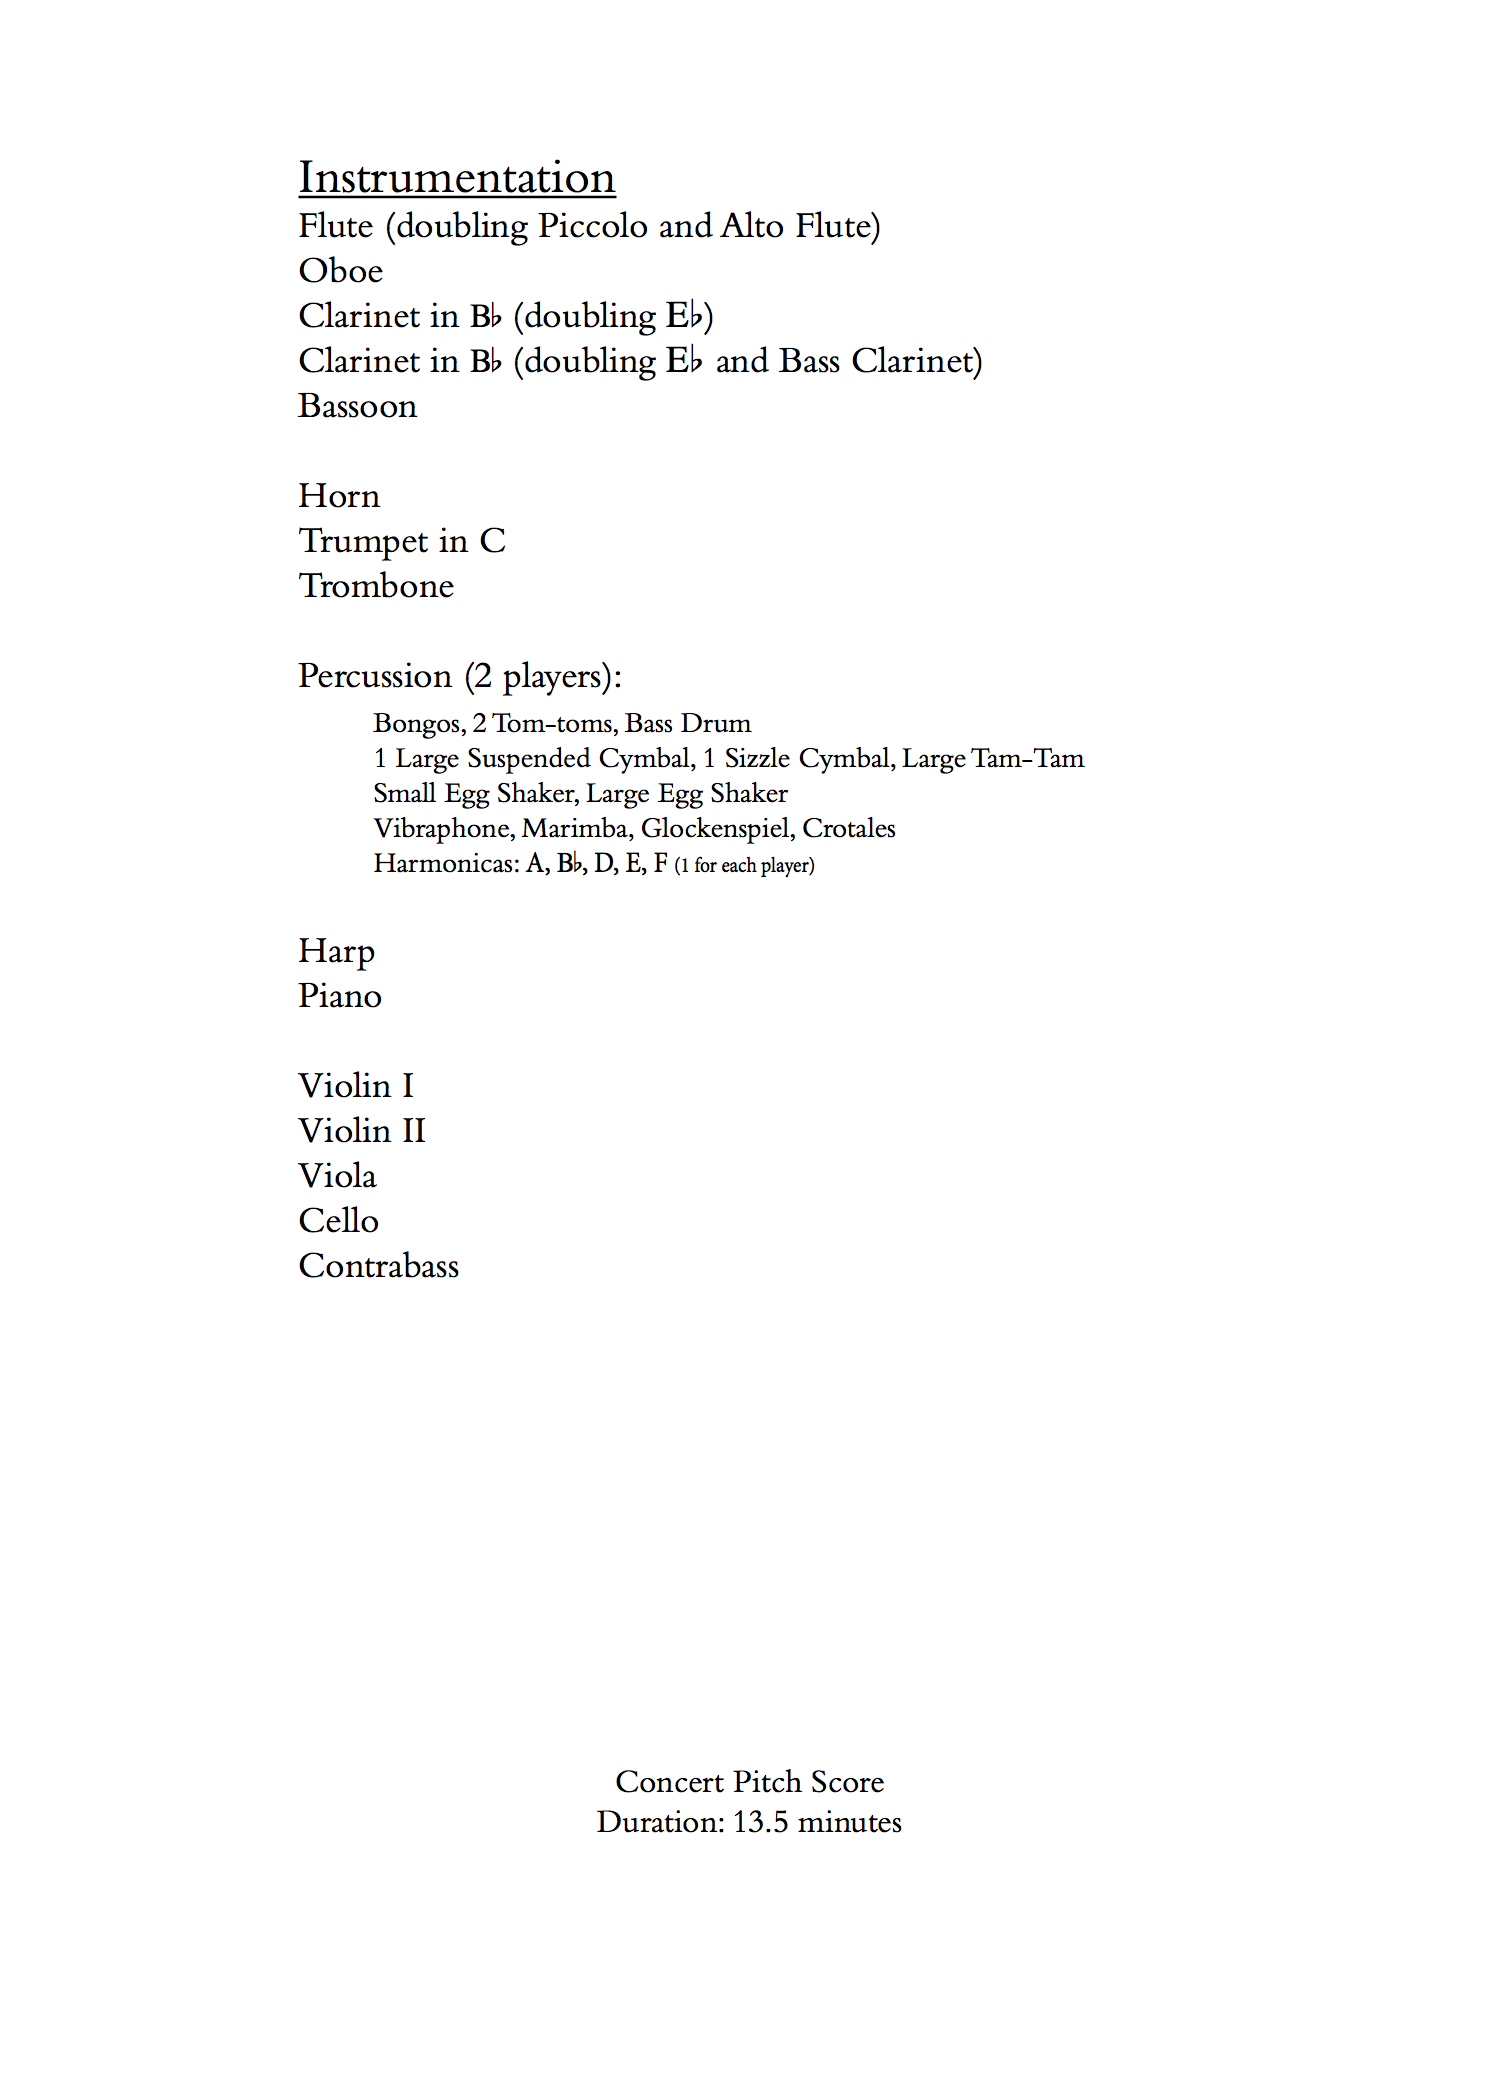 Instrumentation
Flute (doubling Piccolo and Alto Flute)
Oboe
Clarinet in B♭ (doubling E♭)
Clarinet in B♭ (doubling E♭ and Bass Clarinet)
Bassoon
Horn
Trumpet in C
Trombone
Percussion (2 players):
Bongos, 2 Tom-toms, Bass Drum
1 Large Suspended Cymbal, 1 Sizzle Cymbal, Large Tam-Tam
Small Egg Shaker, Large Egg Shaker
Vibraphone, Marimba, Glockenspiel, Crotales
Harmonicas: A, B♭, D, E, F (1 for each player)
Harp
Piano
Violin I
Violin II
Viola
Cello
Contrabass
Concert Pitch Score
Duration: 13.5 minutes